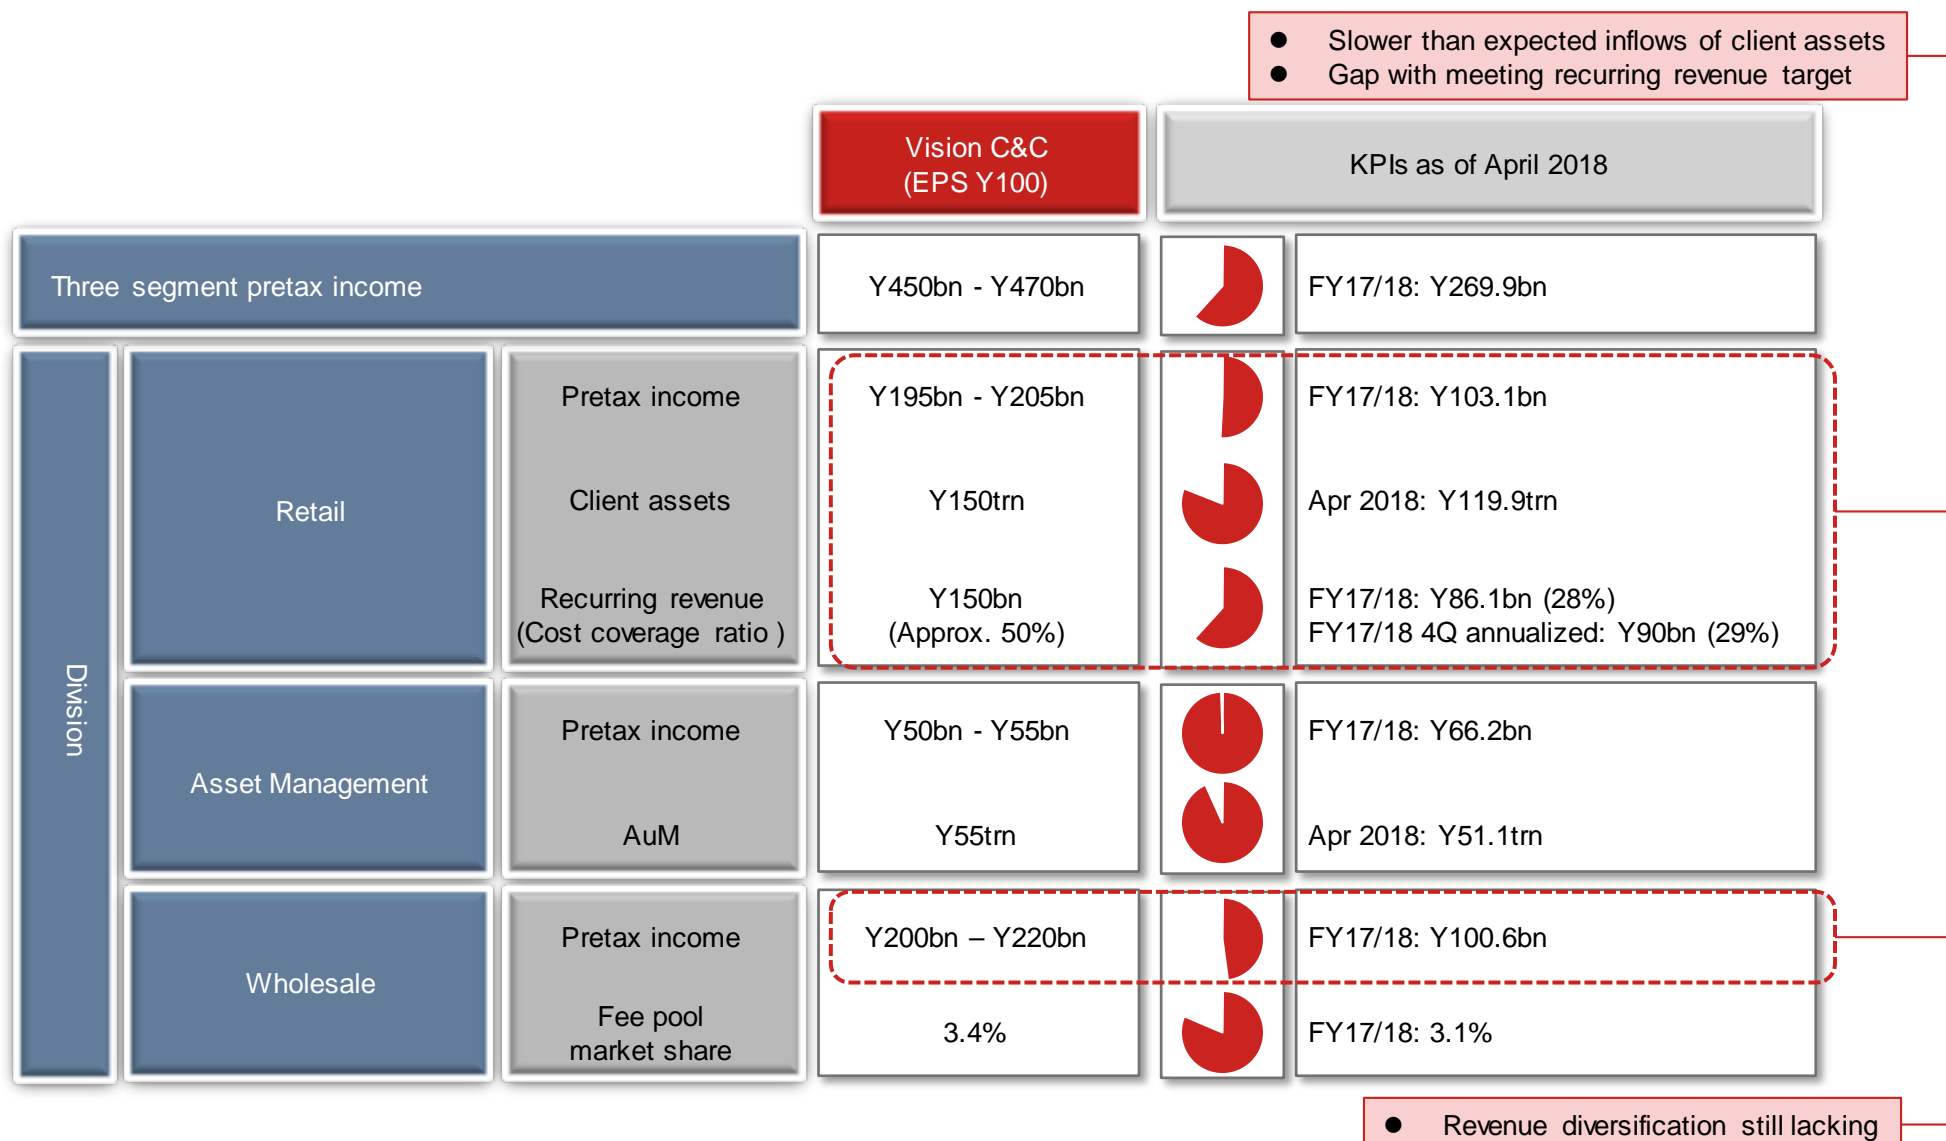 ● Slower than expected inflows of client assets
● Gap with meeting recurring revenue target
Vision C&C
(EPS Y100)
KPIs as of April 2018
Three segment pretax income
Y450bn - Y470bn
FY17/18: Y269.9bn
Division
Retail
Pretax income
Y195bn - Y205bn
FY17/18: Y103.1bn
Client assets
Y150trn
Apr 2018: Y119.9trn
Recurring revenue
(Cost coverage ratio )
Y150bn
(Approx. 50%)
FY17/18: Y86.1bn (28%)
FY17/18 4Q annualized: Y90bn (29%)
Asset Management
Pretax income
Y50bn - Y55bn
FY17/18: Y66.2bn
AuM
Y55trn
Apr 2018: Y51.1trn
Wholesale
Pretax income
Y200bn – Y220bn
FY17/18: Y100.6bn
Fee pool
market share
3.4%
FY17/18: 3.1%
● Revenue diversification still lacking